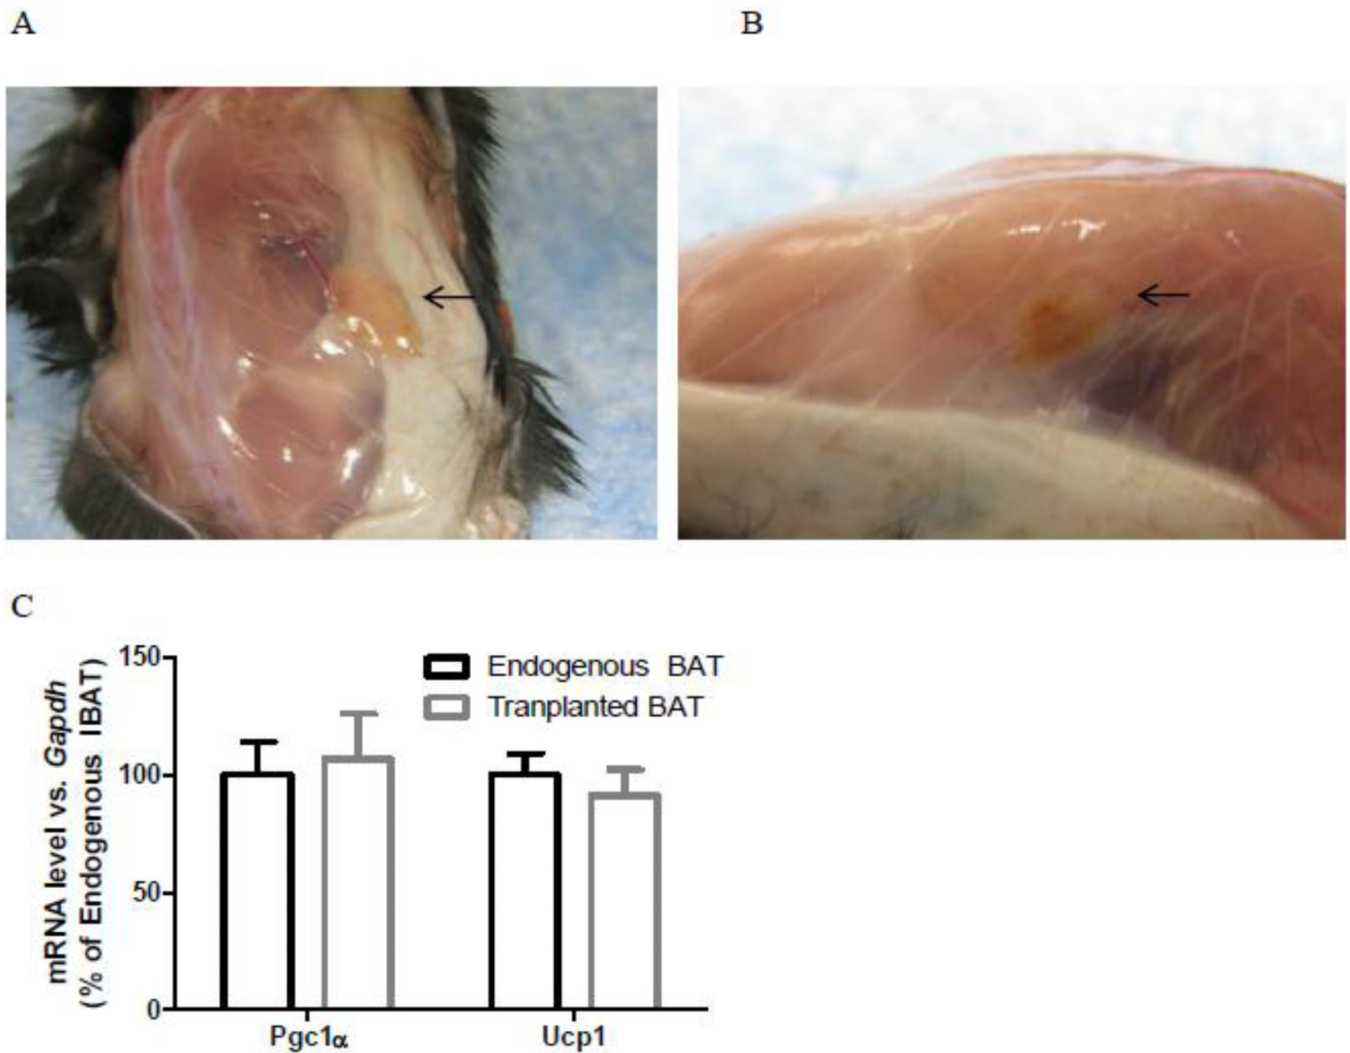 A
B
C
mRNA level vs. Gapdh
(% of Endogenous IBAT)
150
100
50
0
Endogenous BAT
Tranplanted BAT
Pgc1α
Ucp1